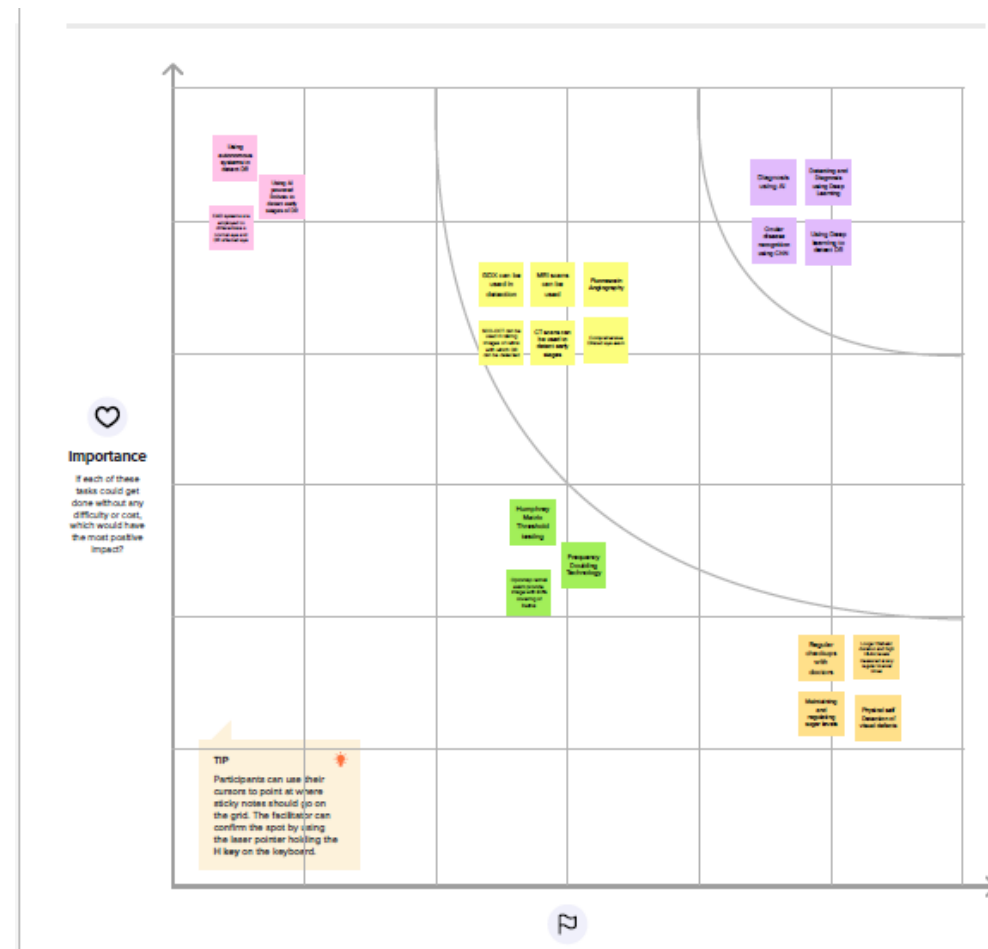 Using
autonomous
systems in
detect DR
Using AI
powered
devices in
detect early
stages of DR
Diagnosis
using AI
Detecting and
Diagnosis
using Deep
Learning
Ocular
disease
recognition
using CNN
Using Deep
learning to
detect DR
can be
used in
detection
MRI scans
can be
used
Fluorescein
Angiography
CT scans can
be used in
detect early
stages
Importance
If each of these
tasks could get
done without any
difficulty or cost,
which would have
the most positive
impact?
Humphrey
Matrix
Threshold
testing
Frequency
Doubling
Technology
Regular
checkups
with
doctors
Maintaining
and
regulating
sugar levels
Physical self
Detection of
visual defects
TIP
Participants can use their
cursors to point at where
sticky notes should go on
the grid. The facilitator can
confirm the spot by using
the laser pointer holding the
H key on the keyboard.